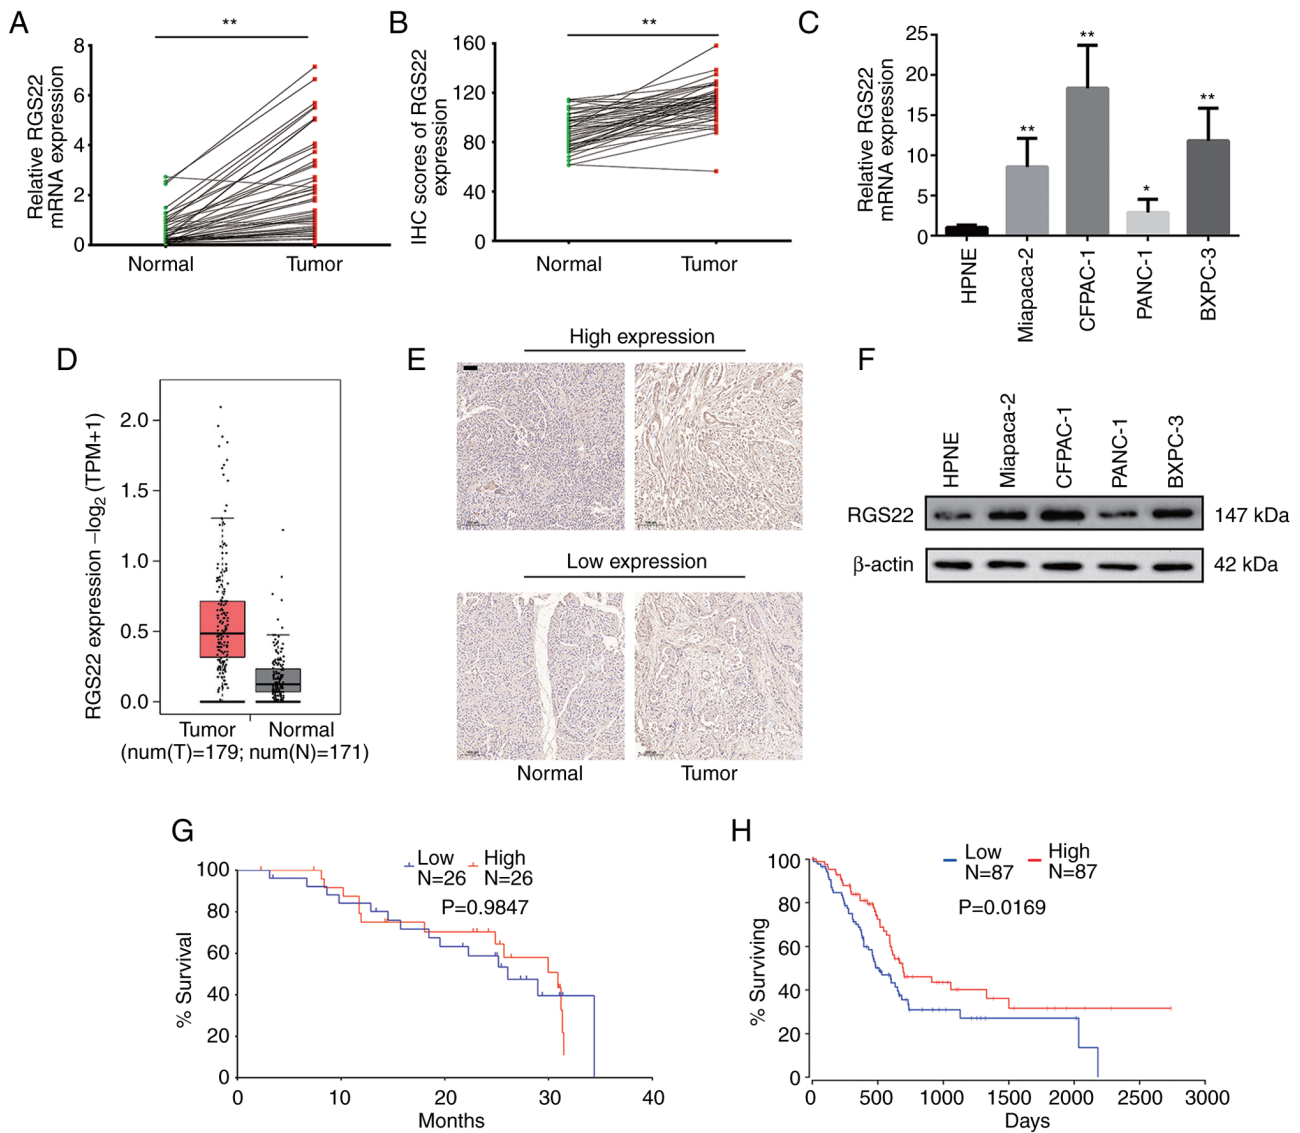 A
**
Relative RGS22
mRNA expression
8
6
4
2
0
Normal
Tumor
B
**
IHC scores of RGS22
expression
160
120
80
40
0
Normal
Tumor
C
Relative RGS22
mRNA expression
25
20
15
10
5
0
**
**
*
**
HPNE
Miapaca-2
CFPAC-1
PANC-1
BXPC-3
D
RGS22 expression –log2 (TPM+1)
2.0
1.5
1.0
0.5
0.0
Tumor
Normal
(num(T)=179; num(N)=171)
E
High expression
Low expression
Normal
Tumor
F
HPNE
Miapaca-2
CFPAC-1
PANC-1
BXPC-3
RGS22
147 kDa
β-actin
42 kDa
G
% Survival
100
80
60
40
20
0
Low
N=26
High
N=26
P=0.9847
0
10
20
30
40
Months
H
% Surviving
100
80
60
40
20
0
Low
N=87
High
N=87
P=0.0169
0
500
1000
1500
2000
2500
3000
Days